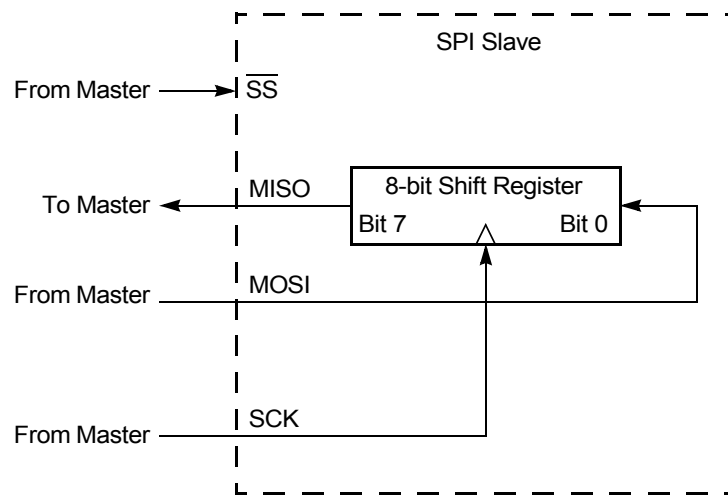 SPI Slave
From Master
S̅S̅
To Master
MISO
8-bit Shift Register
Bit 7
Bit 0
From Master
MOSI
From Master
SCK